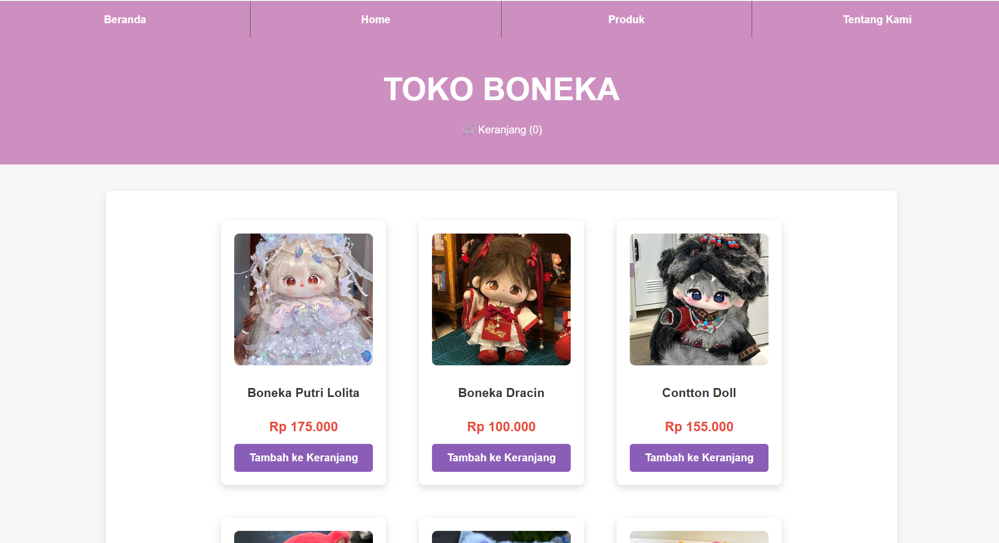 Beranda
Home
Produk
Tentang Kami
TOKO BONEKA
🛒 Keranjang (0)
Boneka Putri Lolita
Boneka Dracin
Contton Doll
Rp 175.000
Rp 100.000
Rp 155.000
Tambah ke Keranjang
Tambah ke Keranjang
Tambah ke Keranjang